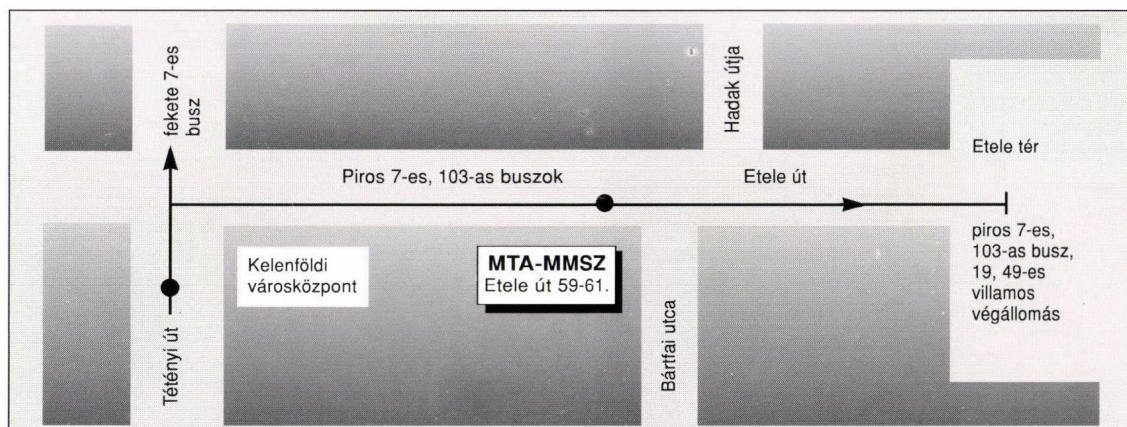 fekete 7-es
busz
Hadak útja
Etele tér
Piros 7-es, 103-as buszok
Etele út
Kelenföldi
városközpont
MTA-MMSZ
Etele út 59-61.
piros 7-es,
103-as busz,
19, 49-es
villamos
végállomás
Tétényi út
Bártfai utca